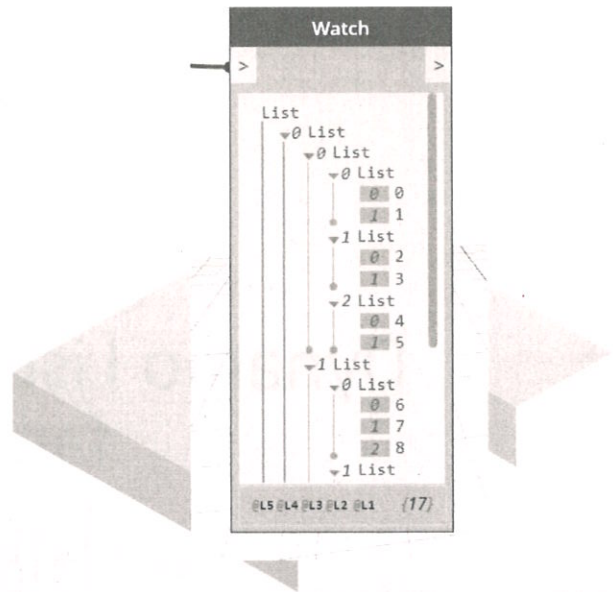 Watch
> >
List
0 List
0 List
0 List
0 0
1 1
1 List
0 2
1 3
2 List
0 4
1 5
1 List
0 List
0 6
1 7
2 8
1 List
@L5 @L4 @L3 @L2 @L1 {17}